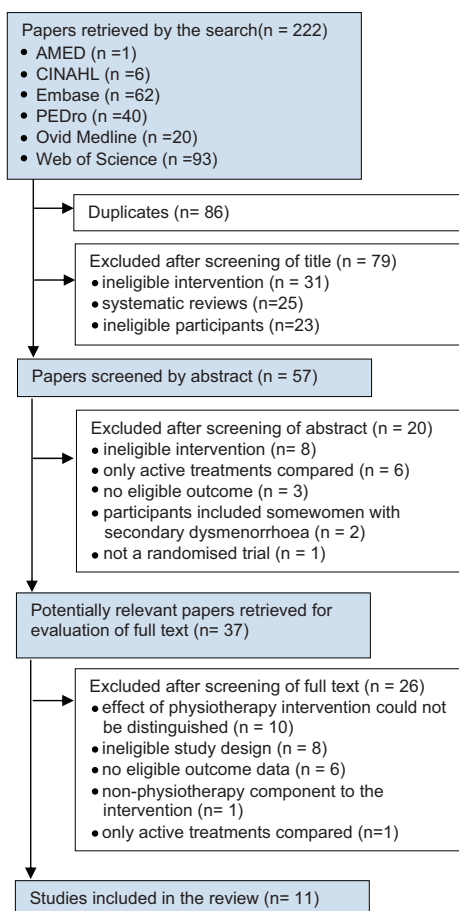 Papers retrieved by the search(n = 222)
• AMED (n =1)
• CINAHL (n =6)
• Embase (n =62)
• PEDro (n =40)
• Ovid Medline (n =20)
• Web of Science (n =93)
Duplicates (n= 86)
Excluded after screening of title (n = 79)
• ineligible intervention (n = 31)
• systematic reviews (n=25)
• ineligible participants (n=23)
Papers screened by abstract (n = 57)
Excluded after screening of abstract (n = 20)
• ineligible intervention (n= 8)
• only active treatments compared (n = 6)
• no eligible outcome (n = 3)
• participants included somewomen with
secondary dysmenorrhoea (n = 2)
• not a randomised trial (n = 1)
Potentially relevant papers retrieved for
evaluation of full text (n= 37)
Excluded after screening of full text (n = 26)
• effect of physiotherapy intervention could not
be distinguished (n = 10)
• ineligible study design (n = 8)
• no eligible outcome data (n = 6)
• non-physiotherapy component to the
intervention (n= 1)
• only active treatments compared (n=1)
Studies included in the review (n= 11)